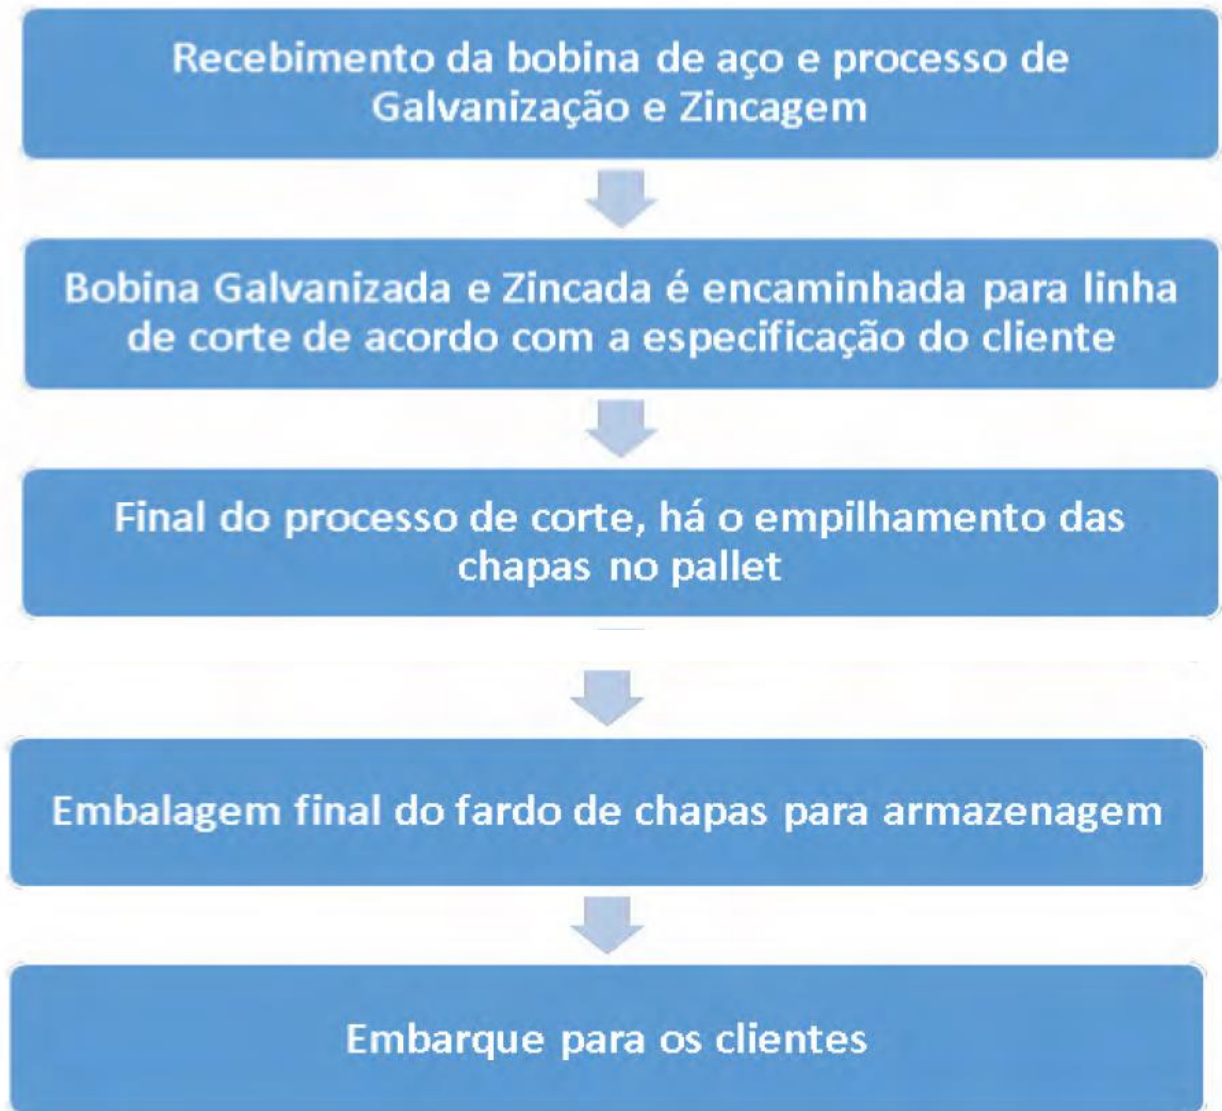 Recebimento da bobina de aço e processo de
Galvanização e Zincagem
Bobina Galvanizada e Zincada é encaminhada para linha
de corte de acordo com a especificação do cliente
Final do processo de corte, há o empilhamento das
chapas no pallet
Embalagem final do fardo de chapas para armazenagem
Embarque para os clientes